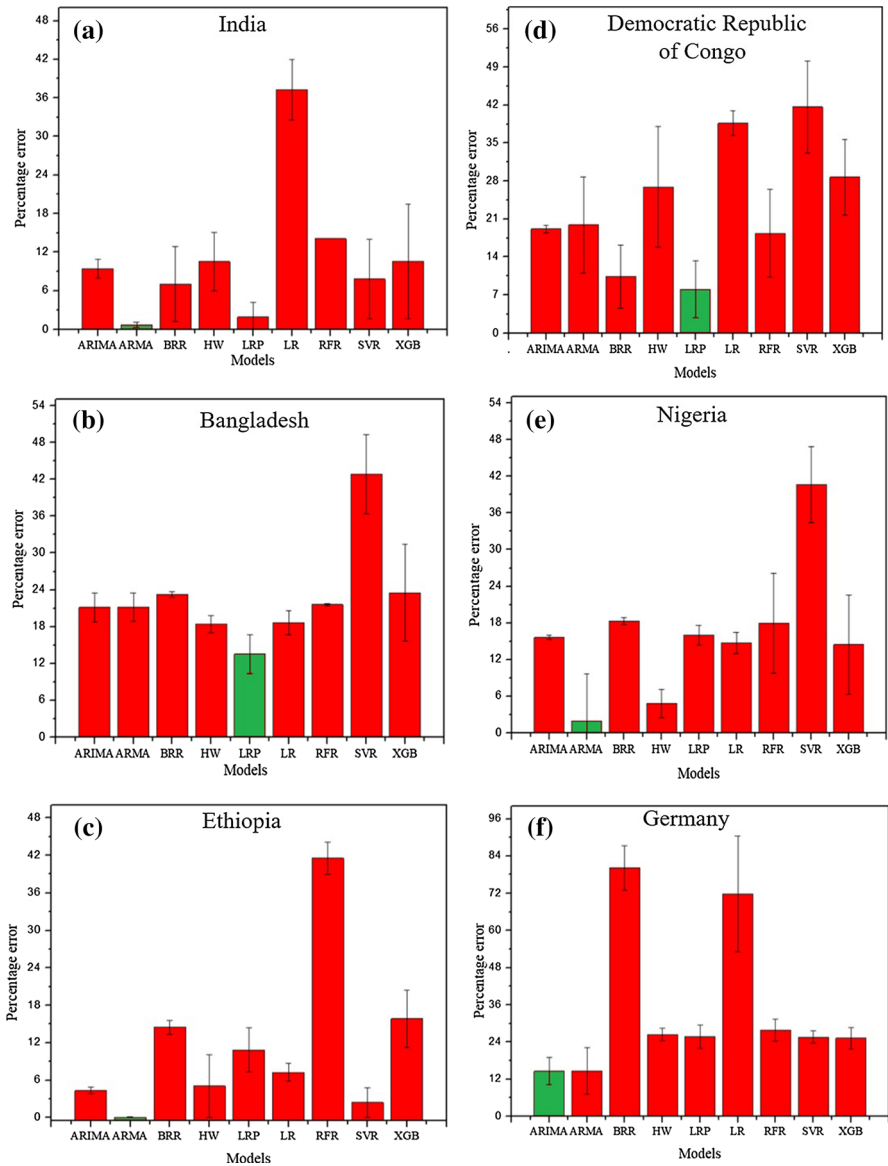 (a)
India
Percentage error
48
42
36
30
24
18
12
6
0
ARIMA ARMA BRR HW LRP LR RFR SVR XGB
Models
(d)
Democratic Republic
of Congo
Percentage error
56
49
42
35
28
21
14
7
0
ARIMA ARMA BRR HW LRP LR RFR SVR XGB
Models
(b)
Bangladesh
Percentage error
54
48
42
36
30
24
18
12
6
0
ARIMA ARMA BRR HW LRP LR RFR SVR XGB
Models
(e)
Nigeria
Percentage error
54
48
42
36
30
24
18
12
6
0
ARIMA ARMA BRR HW LRP LR RFR SVR XGB
Models
(c)
Ethiopia
Percentage error
48
42
36
30
24
18
12
6
0
ARIMA ARMA BRR HW LRP LR RFR SVR XGB
Models
(f)
Germany
Percentage error
96
84
72
60
48
36
24
12
0
ARIMA ARMA BRR HW LRP LR RFR SVR XGB
Models